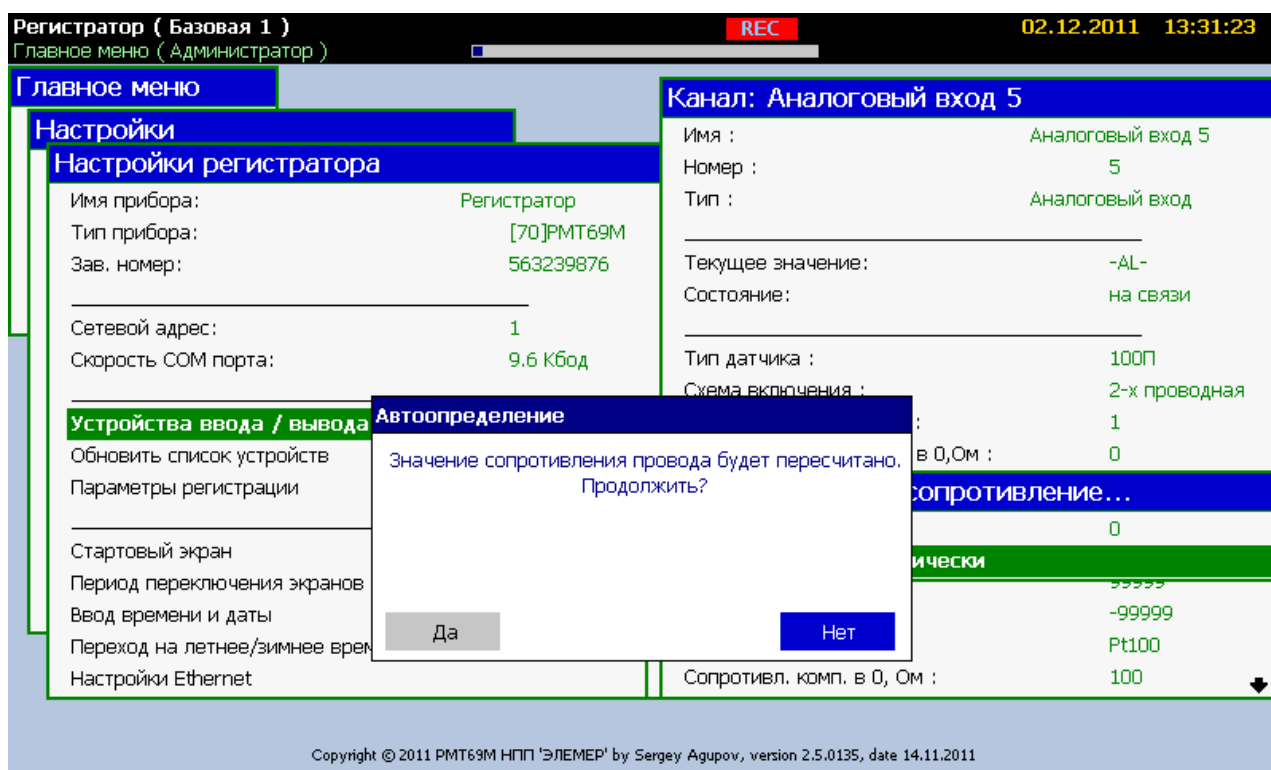 Регистратор ( Базовая 1 )
REC
02.12.2011 13:31:23
Главное меню ( Администратор )
Главное меню
Настройки
Настройки регистратора
Имя прибора: Регистратор
Тип прибора: [70]РМТ69М
Зав. номер: 563239876
Сетевой адрес: 1
Скорость COM порта: 9.6 Кбод
Устройства ввода / вывода
Обновить список устройств
Параметры регистрации
Стартовый экран
Период переключения экранов
Ввод времени и даты
Переход на летнее/зимнее врем
Настройки Ethernet
Канал: Аналоговый вход 5
Имя : Аналоговый вход 5
Номер : 5
Тип : Аналоговый вход
Текущее значение: -AL-
Состояние: на связи
Тип датчика : 100П
Схема включения : 2-х проводная
: 1
в 0,Ом : 0
сопротивление...
0
ически
99999
-99999
Pt100
Сопротивл. комп. в 0, Ом : 100
Автоопределение
Значение сопротивления провода будет пересчитано.
Продолжить?
Да Нет
Copyright © 2011 РМТ69М НПП 'ЭЛЕМЕР' by Sergey Agupov, version 2.5.0135, date 14.11.2011